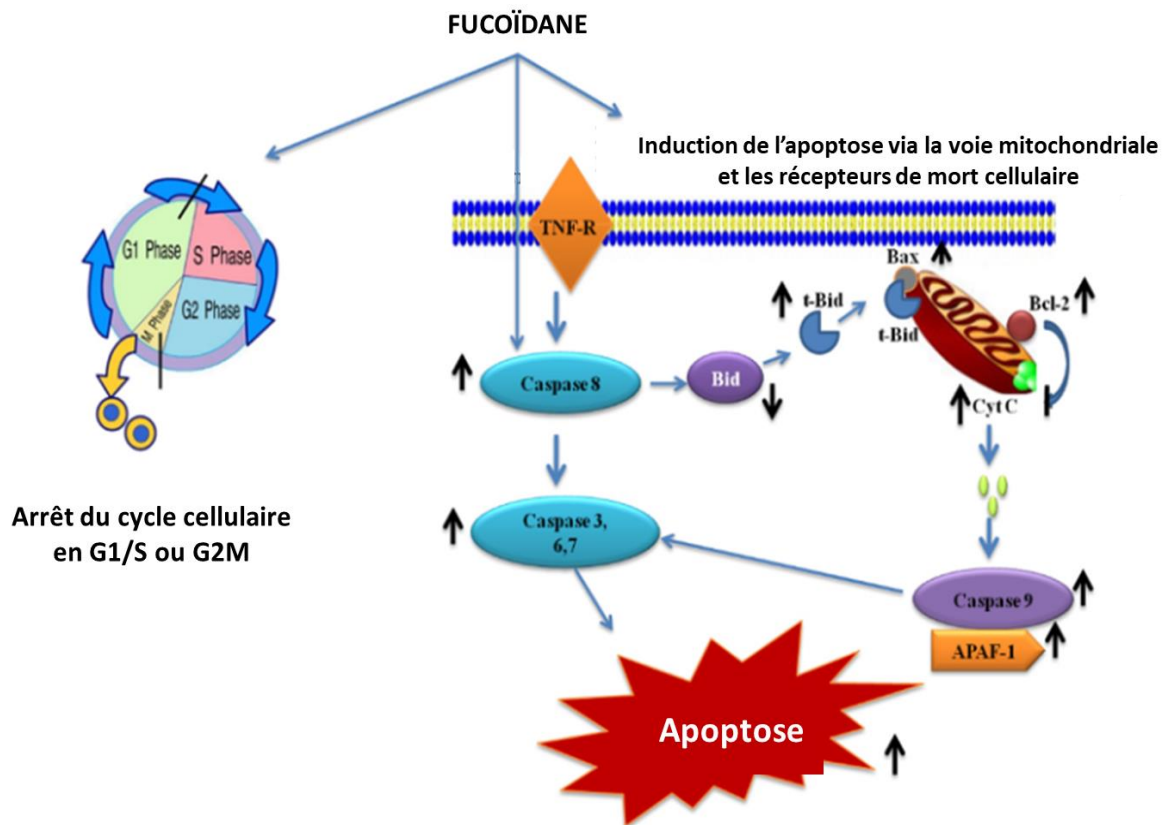 FUCOÏDANE
Induction de l’apoptose via la voie mitochondriale
et les récepteurs de mort cellulaire
TNF-R
G1 Phase
S Phase
G2 Phase
M Phase
Bax
t-Bid
Bcl-2
t-Bid
Caspase 8
Bid
Cyt C
Arrêt du cycle cellulaire
en G1/S ou G2M
Caspase 3,
6,7
Caspase 9
APAF-1
Apoptose